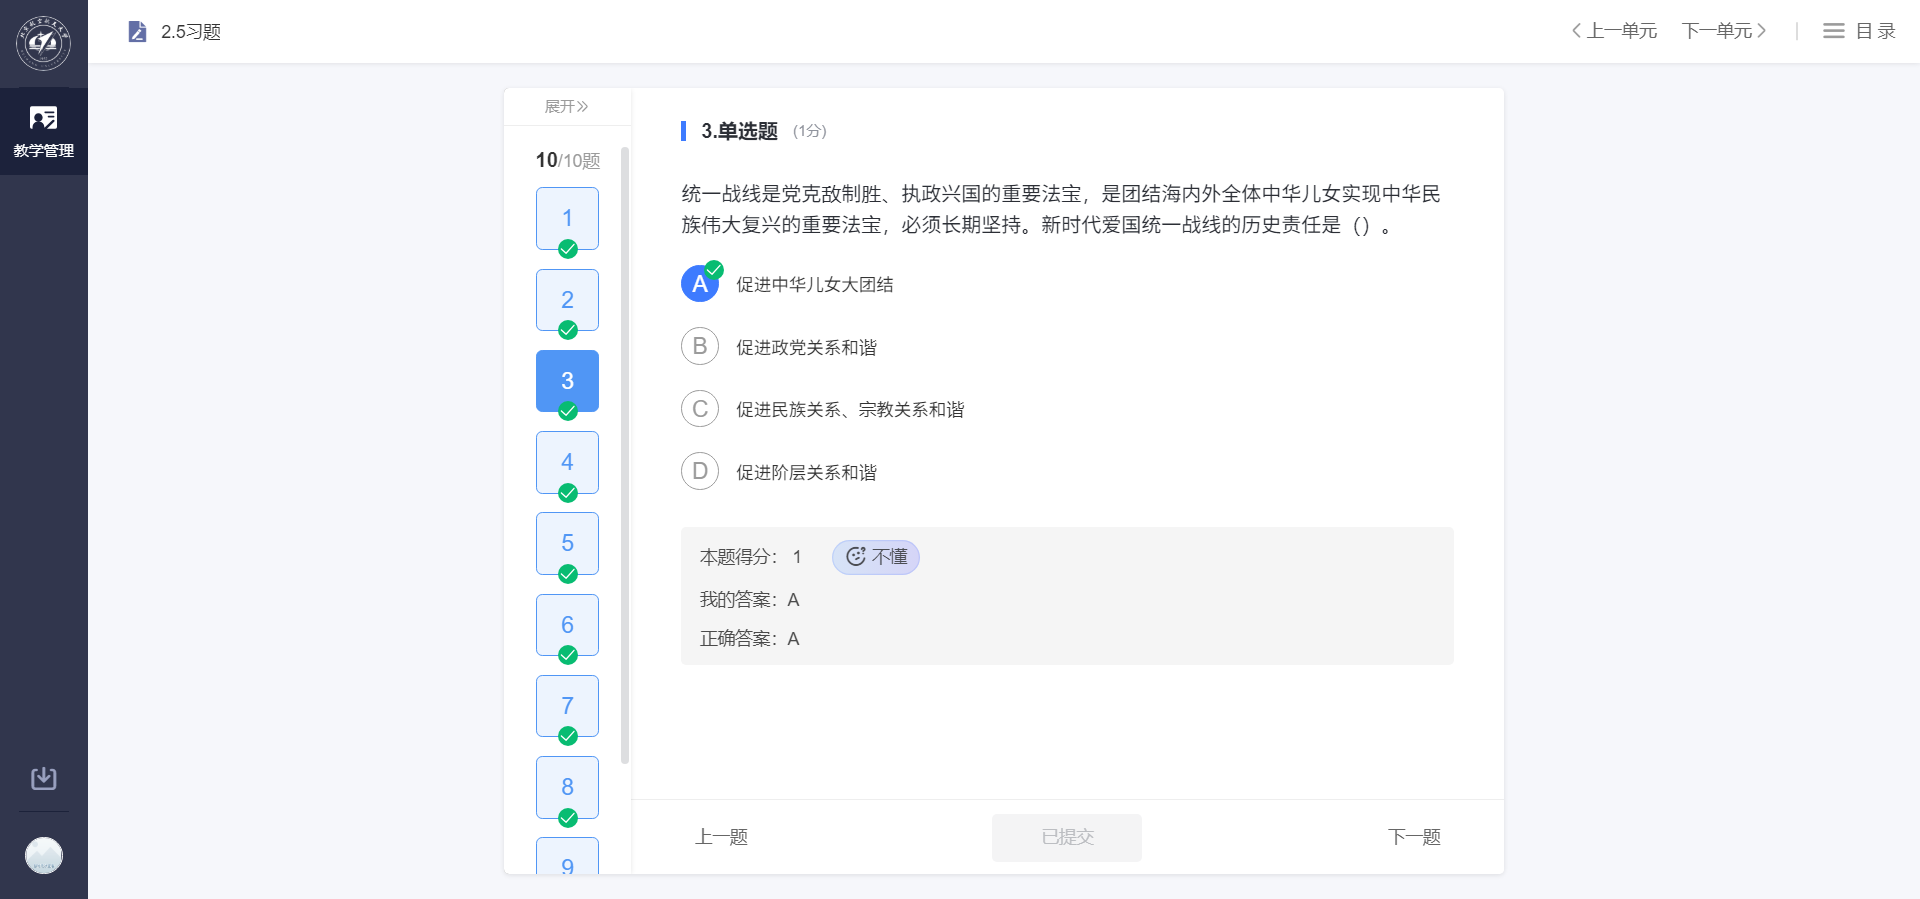 2.5习题
上一单元
下一单元
目录
教学管理
展开
10/10题
1
2
3
4
5
6
7
8
9
3.单选题 (1分)
统一战线是党克敌制胜、执政兴国的重要法宝，是团结海内外全体中华儿女实现中华民
族伟大复兴的重要法宝，必须长期坚持。新时代爱国统一战线的历史责任是（）。
A 促进中华儿女大团结
B 促进政党关系和谐
C 促进民族关系、宗教关系和谐
D 促进阶层关系和谐
本题得分： 1 不懂
我的答案：A
正确答案：A
上一题
已提交
下一题